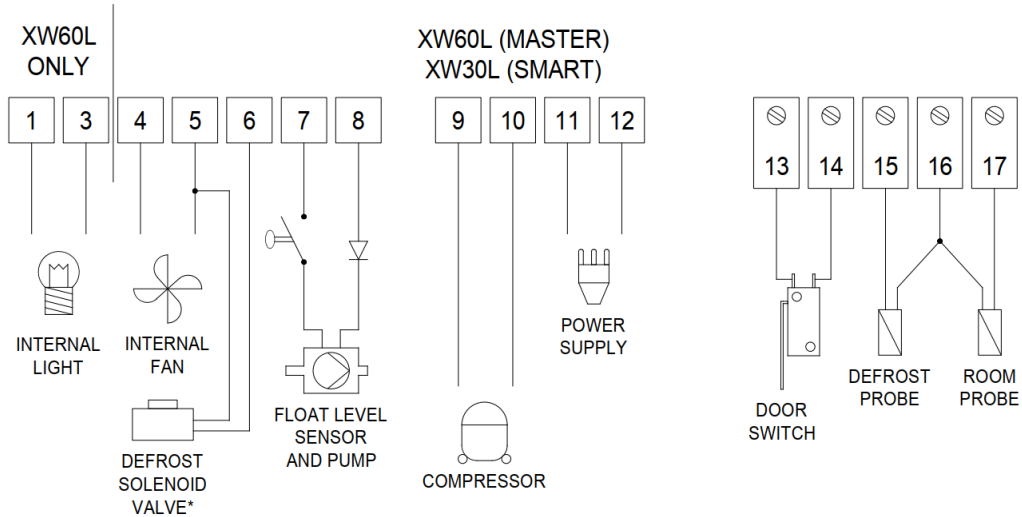 XW60L
ONLY
XW60L (MASTER)
XW30L (SMART)
1 3 4 5 6 7 8 9 10 11 12
13 14 15 16 17
INTERNAL
LIGHT
INTERNAL
FAN
DEFROST
SOLENOID
VALVE*
FLOAT LEVEL
SENSOR
AND PUMP
COMPRESSOR
POWER
SUPPLY
DOOR
SWITCH
DEFROST
PROBE
ROOM
PROBE